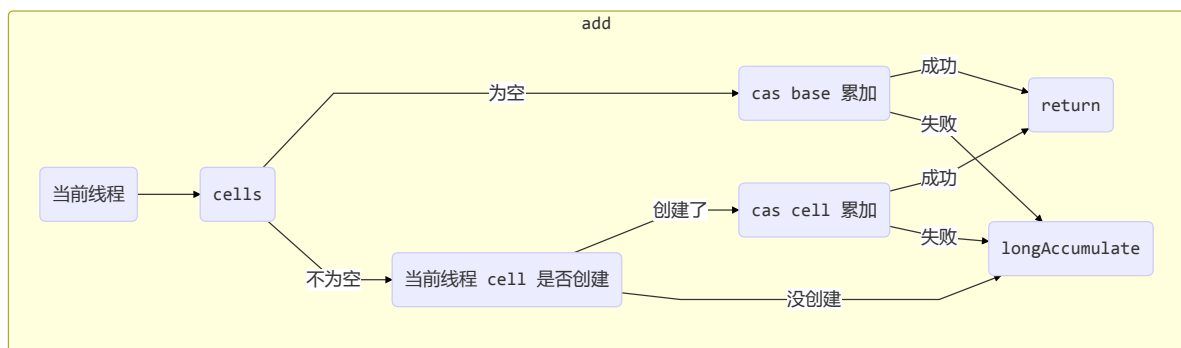 add
当前线程
cells
为空
不为空
当前线程 cell 是否创建
创建了
没创建
cas base 累加
成功
失败
cas cell 累加
成功
失败
return
longAccumulate